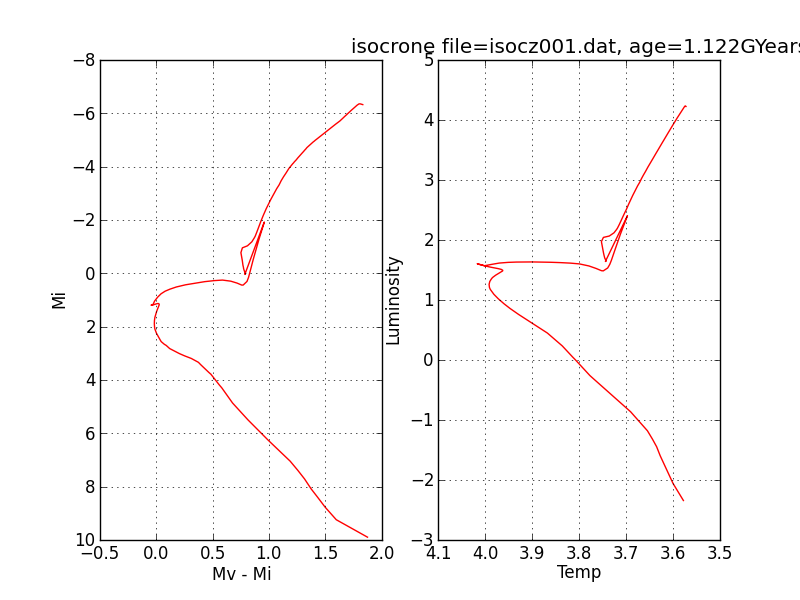 isocrone file=isocz001.dat, age=1.122GYears
−8
−6
−4
−2
0
2
4
6
8
10
Mi
−0.5 0.0 0.5 1.0 1.5 2.0
Mv - Mi
5
4
3
2
1
0
−1
−2
−3
Luminosity
4.1 4.0 3.9 3.8 3.7 3.6 3.5
Temp